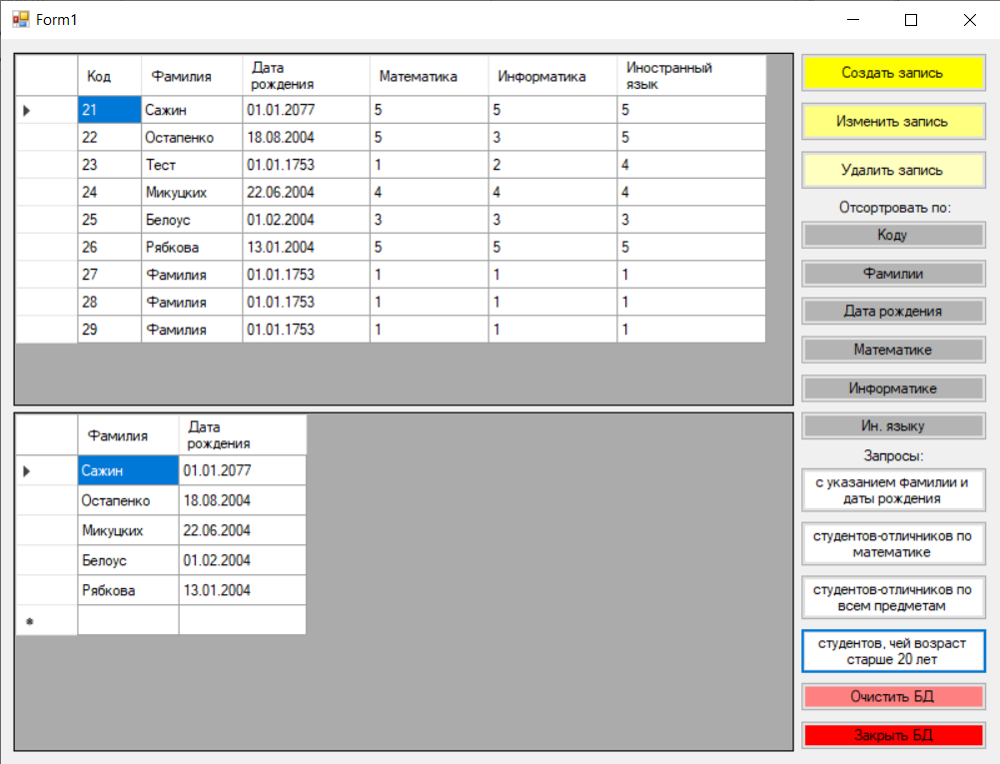 Form1
Код Фамилия Дата рождения Математика Информатика Иностранный язык
21 Сажин 01.01.2077 5 5 5
22 Остапенко 18.08.2004 5 3 5
23 Тест 01.01.1753 1 2 4
24 Микуцких 22.06.2004 4 4 4
25 Белоус 01.02.2004 3 3 3
26 Рябкова 13.01.2004 5 5 5
27 Фамилия 01.01.1753 1 1 1
28 Фамилия 01.01.1753 1 1 1
29 Фамилия 01.01.1753 1 1 1
Фамилия Дата рождения
Сажин 01.01.2077
Остапенко 18.08.2004
Микуцких 22.06.2004
Белоус 01.02.2004
Рябкова 13.01.2004
Создать запись
Изменить запись
Удалить запись
Отсортровать по:
Коду
Фамилии
Дата рождения
Математике
Информатике
Ин. языку
Запросы:
с указанием фамилии и
даты рождения
студентов-отличников по
математике
студентов-отличников по
всем предметам
студентов, чей возраст
старше 20 лет
Очистить БД
Закрыть БД